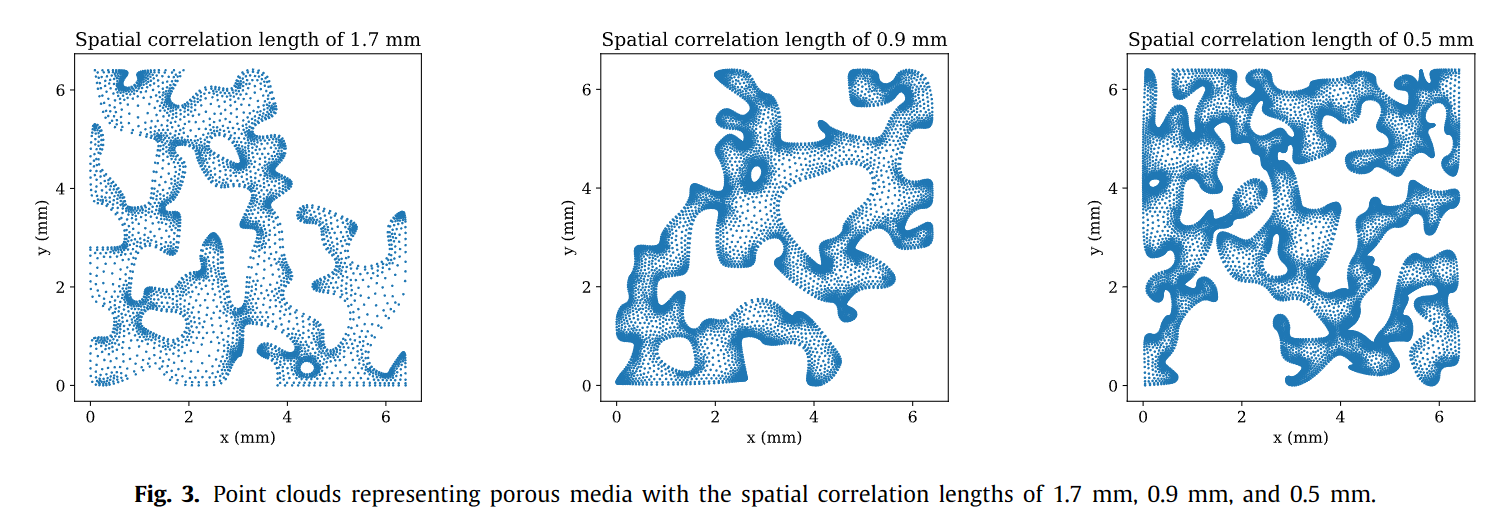 Spatial correlation length of 1.7 mm
6
4
2
0
y (mm)
0 2 4 6
x (mm)
Spatial correlation length of 0.9 mm
6
4
2
0
y (mm)
0 2 4 6
x (mm)
Spatial correlation length of 0.5 mm
6
4
2
0
y (mm)
0 2 4 6
x (mm)
Fig. 3. Point clouds representing porous media with the spatial correlation lengths of 1.7 mm, 0.9 mm, and 0.5 mm.